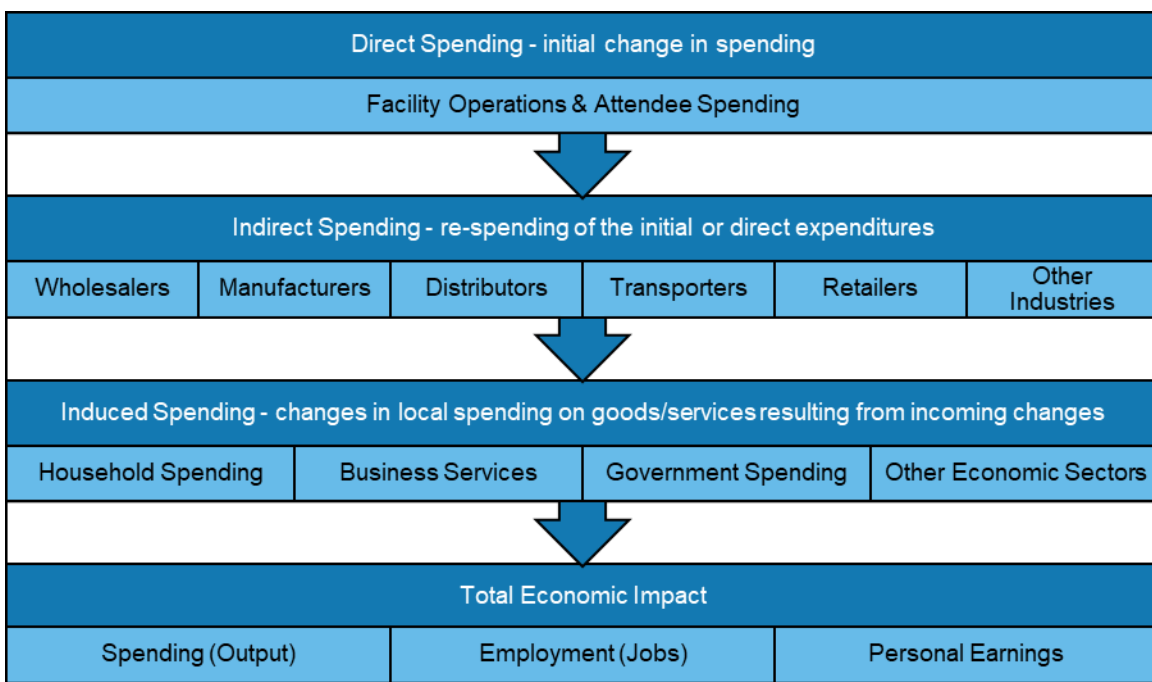 Direct Spending - initial change in spending
Facility Operations & Attendee Spending
Indirect Spending - re-spending of the initial or direct expenditures
Wholesalers
Manufacturers
Distributors
Transporters
Retailers
Other
Industries
Induced Spending - changes in local spending on goods/services resulting from incoming changes
Household Spending
Business Services
Government Spending
Other Economic Sectors
Total Economic Impact
Spending (Output)
Employment (Jobs)
Personal Earnings